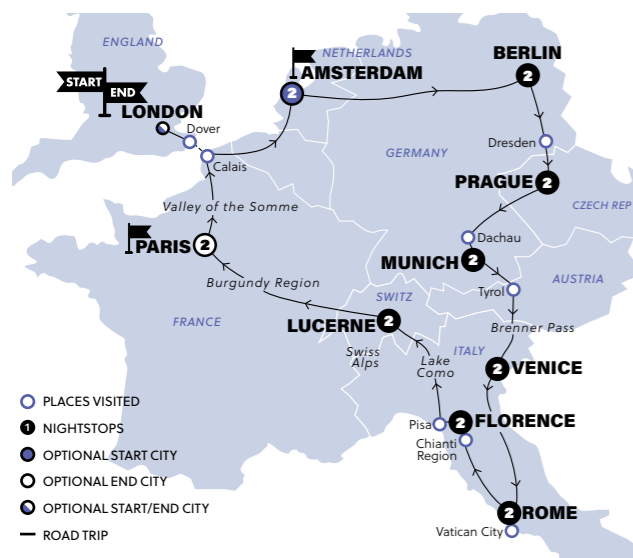 ENGLAND
NETHERLANDS
START
END
LONDON
Dover
Calais
2
AMSTERDAM
BERLIN
2
Dresden
GERMANY
PRAGUE
2
CZECH REP
Valley of the Somme
PARIS
2
Burgundy Region
Dachau
MUNICH
2
Tyrol
AUSTRIA
SWITZ
LUCERNE
2
Brenner Pass
FRANCE
Swiss
Alps
Lake
Como
ITALY
2
VENICE
Pisa
2
FLORENCE
Chianti
Region
2
ROME
Vatican City
PLACES VISITED
1 NIGHTSTOPS
OPTIONAL START CITY
OPTIONAL END CITY
OPTIONAL START/END CITY
ROAD TRIP